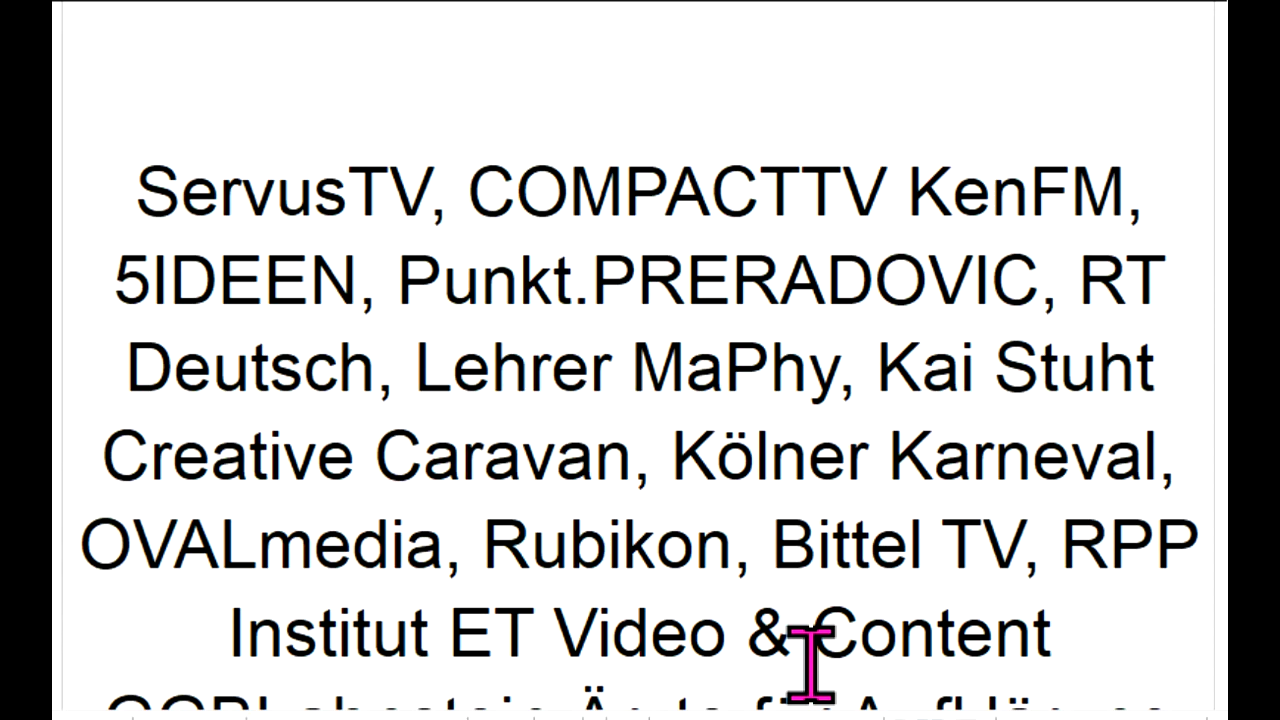 ServusTV, COMPACTTV KenFM,
5IDEEN, Punkt.PRERADOVIC, RT
Deutsch, Lehrer MaPhy, Kai Stuht
Creative Caravan, Kölner Karneval,
OVALmedia, Rubikon, Bittel TV, RPP
Institut ET Video & Content